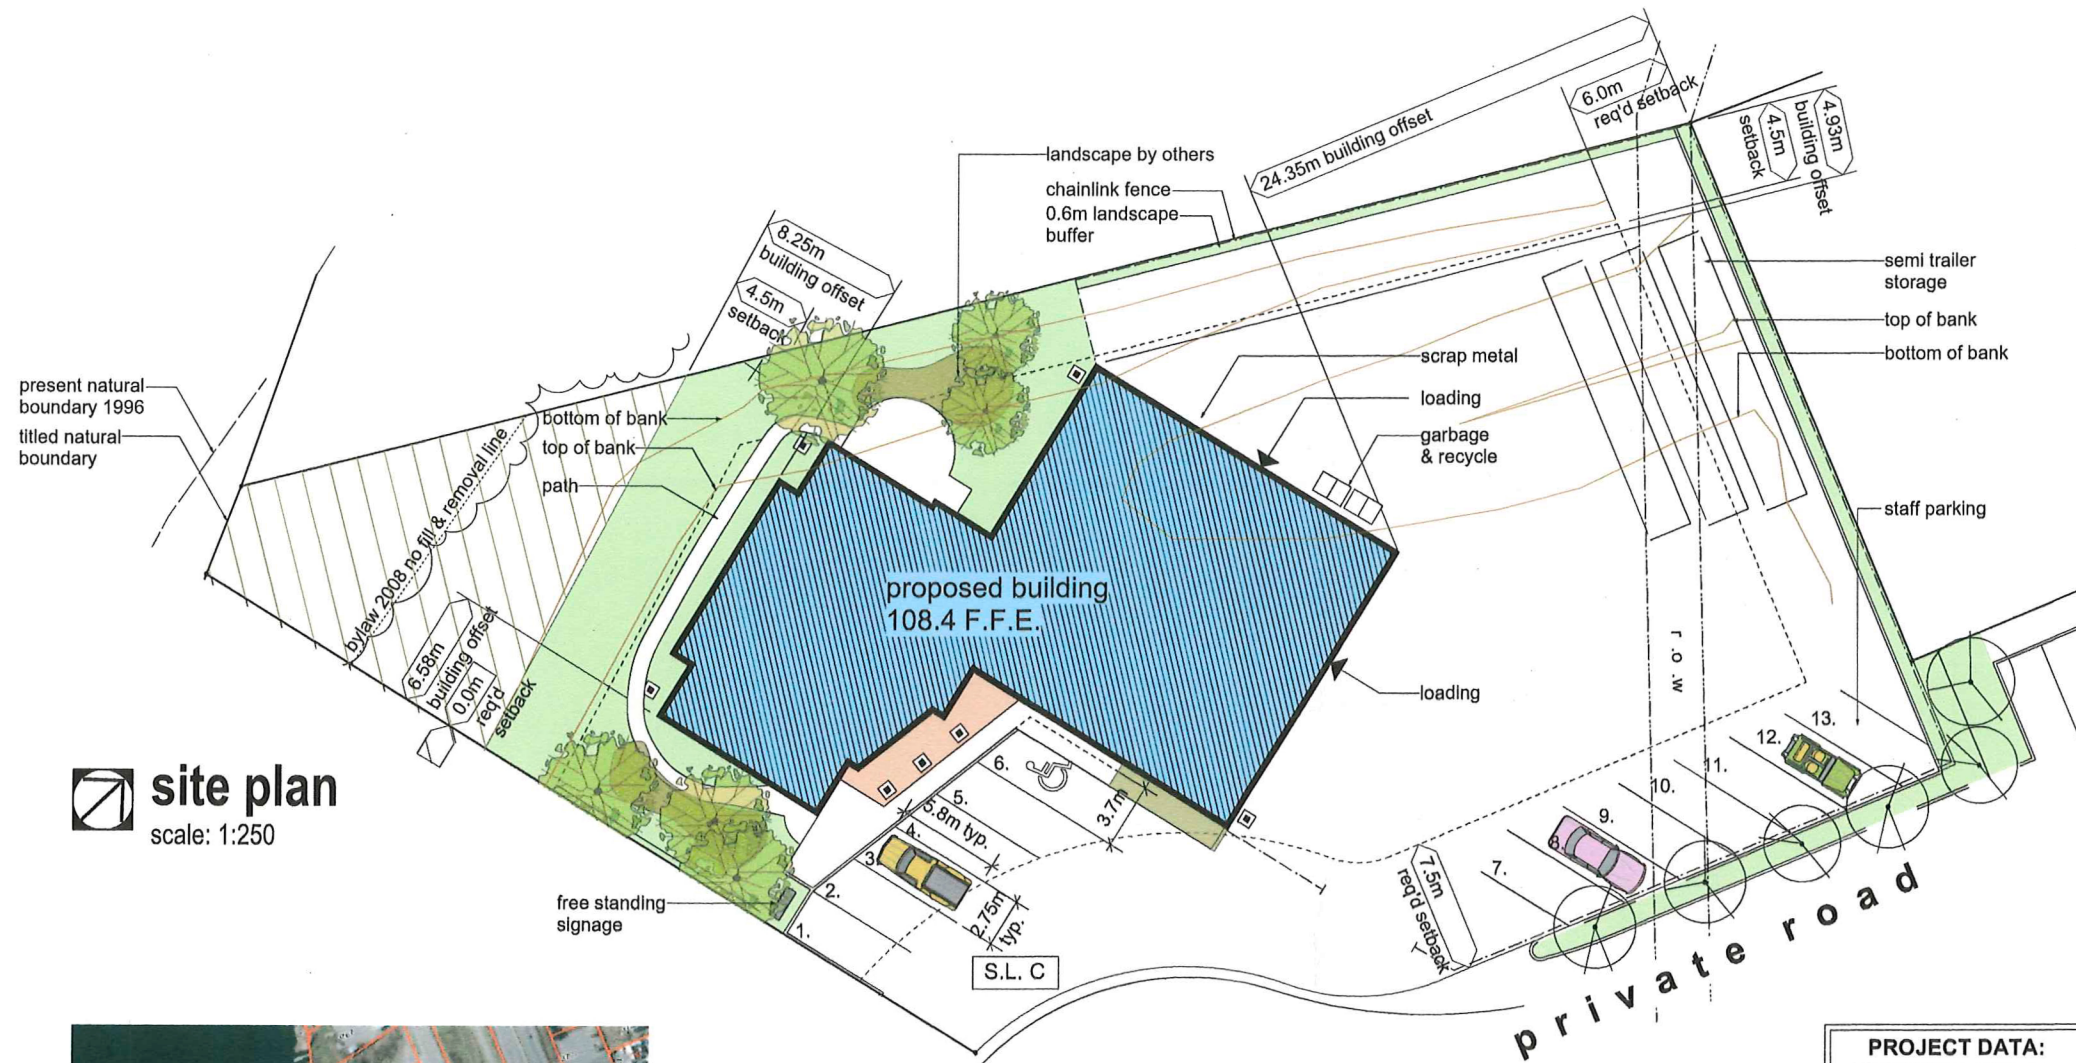 24.35m building offset
6.0m
req'd setback
4.93m
building offset
4.5m
setback
landscape by others
chainlink fence
0.6m landscape
buffer
8.25m
building offset
4.5m
setback
semi trailer
storage
top of bank
bottom of bank
scrap metal
loading
garbage
& recycle
present natural
boundary 1996
titled natural
boundary
bottom of bank
top of bank
path
bylaw 2008 no fill & removal line
staff parking
proposed building
108.4 F.F.E.
6.58m
building offset
0.0m
req'd
setback
r.o.w
loading
site plan
scale: 1:250
6.
5.
5.8m typ.
4.
3.
2.
1.
3.7m
2.75m
typ.
13.
12.
11.
10.
9.
8.
7.
7.5m
req'd setback
free standing
signage
S.L. C
private road
PROJECT DATA: